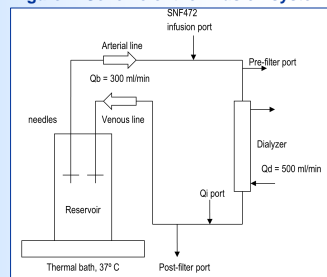 SNF472
infusion port
Arterial line
Pre-filter port
Qb = 300 ml/min
needles
Venous line
Dialyzer
Qd = 500 ml/min
Qi port
Reservoir
Thermal bath, 37º C
Post-filter port